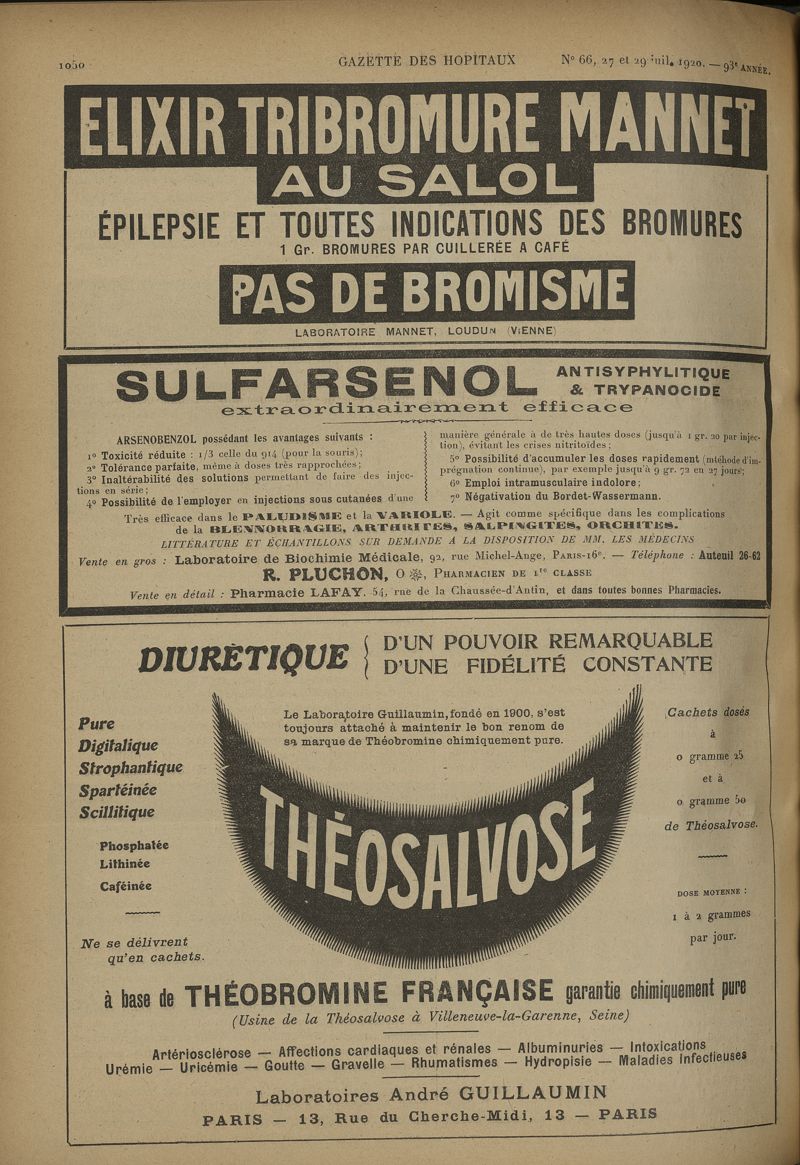 1050
GAZETTE DES HOPITAUX
N° 66, 27 et 29 juil. 1920. — 93e ANNÉE.
ELIXIR TRIBROMURE MANNET
AU SALOL
ÉPILEPSIE ET TOUTES INDICATIONS DES BROMURES
1 Gr. BROMURES PAR CUILLERÉE A CAFÉ
PAS DE BROMISME
LABORATOIRE MANNET, LOUDUN (VIENNE)
SULFARSENOL
ANTISYPHYLITIQUE
& TRYPANOCIDE
extraordinairement efficace
ARSENOBENZOL possédant les avantages suivants :
1° Toxicité réduite : 1/3 celle du 914 (pour la souris);
2° Tolérance parfaite, même à doses très rapprochées;
3° Inaltérabilité des solutions permettant de faire des injec-
tions en série;
4° Possibilité de l'employer en injections sous cutanées d'une
manière générale à de très hautes doses (jusqu'à 1 gr. 20 par injec-
tion), évitant les crises nitritoïdes;
5° Possibilité d'accumuler les doses rapidement (mtéhode d'im-
prégnation continue), par exemple jusqu'à 9 gr. 72 en 27 jours;
6° Emploi intramusculaire indolore;
7° Négativation du Bordet-Wassermann.
Très efficace dans le PALUDISME et la VARIOLE. — Agit comme spécifique dans les complications
de la BLENNORRAGIE, ARTHRITES, SALPINGITES, ORCHITES.
LITTÉRATURE ET ÉCHANTILLONS SUR DEMANDE A LA DISPOSITION DE MM. LES MÉDECINS
Vente en gros : Laboratoire de Biochimie Médicale, 92, rue Michel-Ange, PARIS-16e. — Téléphone : Auteuil 26-62
R. PLUCHON, O ✻, PHARMACIEN DE 1re CLASSE
Vente en détail : Pharmacie LAFAY, 54, rue de la Chaussée-d'Antin, et dans toutes bonnes Pharmacies.
DIURÉTIQUE
D'UN POUVOIR REMARQUABLE
D'UNE FIDÉLITÉ CONSTANTE
Le Laboratoire Guillaumin, fondé en 1900, s'est
toujours attaché à maintenir le bon renom de
sa marque de Théobromine chimiquement pure.
Pure
Digitalique
Strophantique
Spartéinée
Scillitique
Phosphatée
Lithinée
Caféinée
Ne se délivrent
qu'en cachets.
THÉOSALVOSE
Cachets dosés
à
0 gramme 25
et à
0 gramme 50
de Théosalvose.
DOSE MOYENNE :
1 à 2 grammes
par jour.
à base de THÉOBROMINE FRANÇAISE garantie chimiquement pure
(Usine de la Théosalvose à Villeneuve-la-Garenne, Seine)
Artériosclérose — Affections cardiaques et rénales — Albuminuries — Intoxications
Urémie — Uricémie — Goutte — Gravelle — Rhumatismes — Hydropisie — Maladies Infectieuses
Laboratoires André GUILLAUMIN
PARIS — 13, Rue du Cherche-Midi, 13 — PARIS